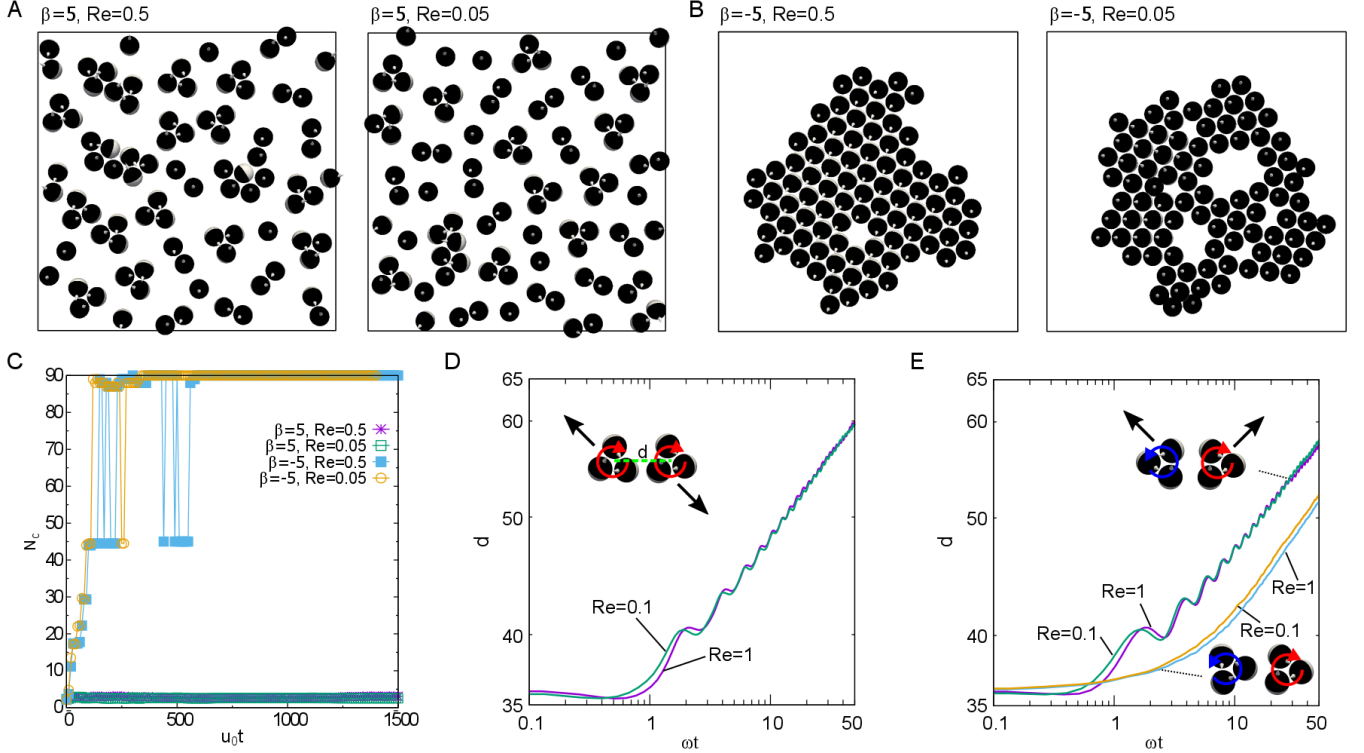 A
β=5, Re=0.5
β=5, Re=0.05
B
β=-5, Re=0.5
β=-5, Re=0.05
C
90
80
70
60
50
40
30
20
10
0
N_c
β=5, Re=0.5
β=5, Re=0.05
β=-5, Re=0.5
β=-5, Re=0.05
0
500
1000
1500
u₀t
D
65
60
50
40
35
d
d
Re=0.1
Re=1
0.1
1
10
50
ωt
E
65
60
50
40
35
d
Re=1
Re=0.1
Re=1
Re=0.1
0.1
1
10
50
ωt